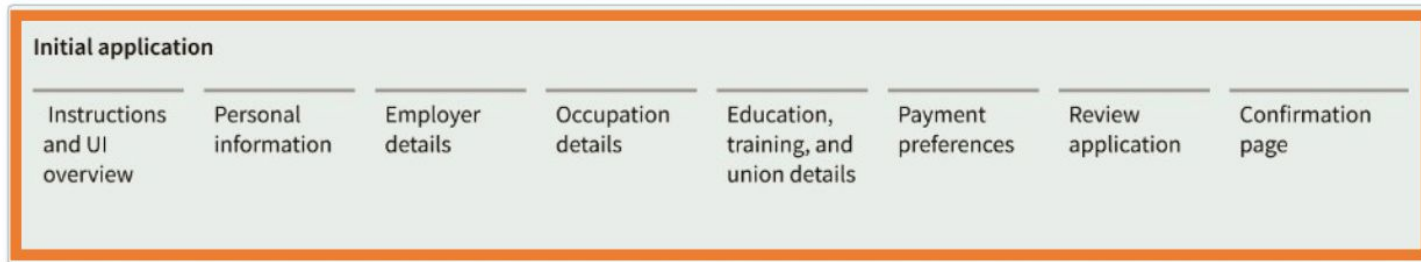 Initial application
Instructions
and UI
overview
Personal
information
Employer
details
Occupation
details
Education,
training, and
union details
Payment
preferences
Review
application
Confirmation
page